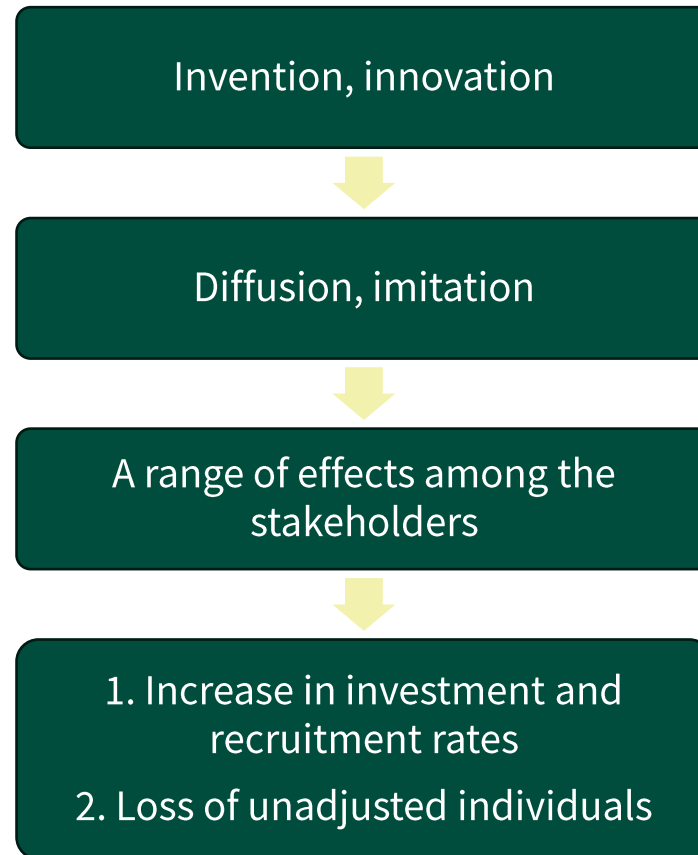 Invention, innovation
Diffusion, imitation
A range of effects among the
stakeholders
1. Increase in investment and
recruitment rates
2. Loss of unadjusted individuals